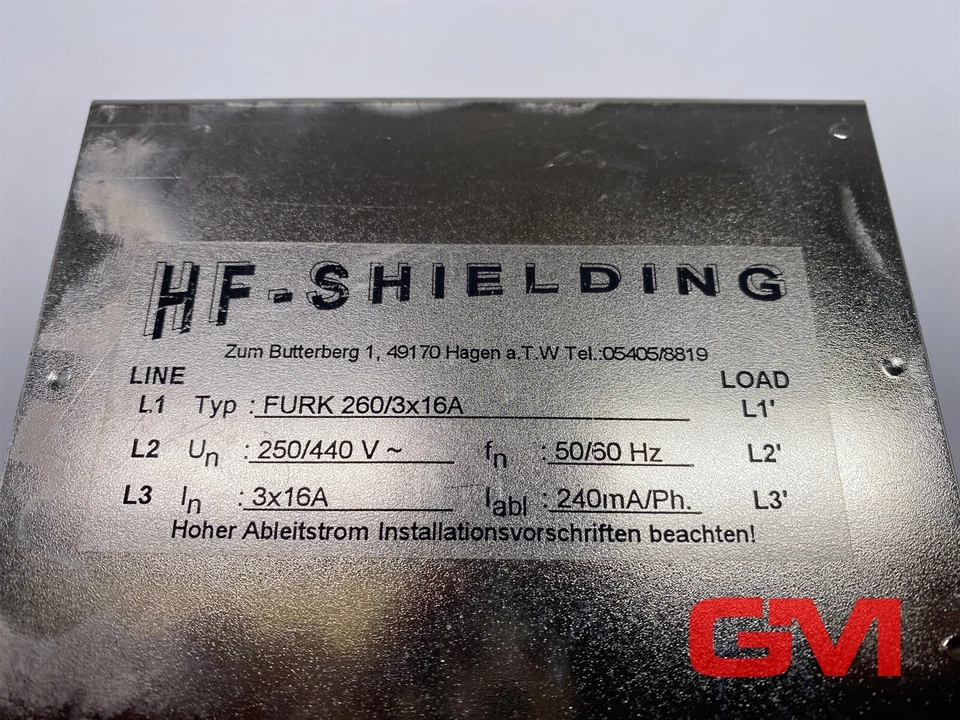 HF-SHIELDING
Zum Butterberg 1, 49170 Hagen a.T.W Tel.:05405/8819
LINE LOAD
L1 Typ : FURK 260/3x16A L1'
L2 Un : 250/440 V ~ fn : 50/60 Hz L2'
L3 In : 3x16A Iabl : 240mA/Ph. L3'
Hoher Ableitstrom Installationsvorschriften beachten!
GM